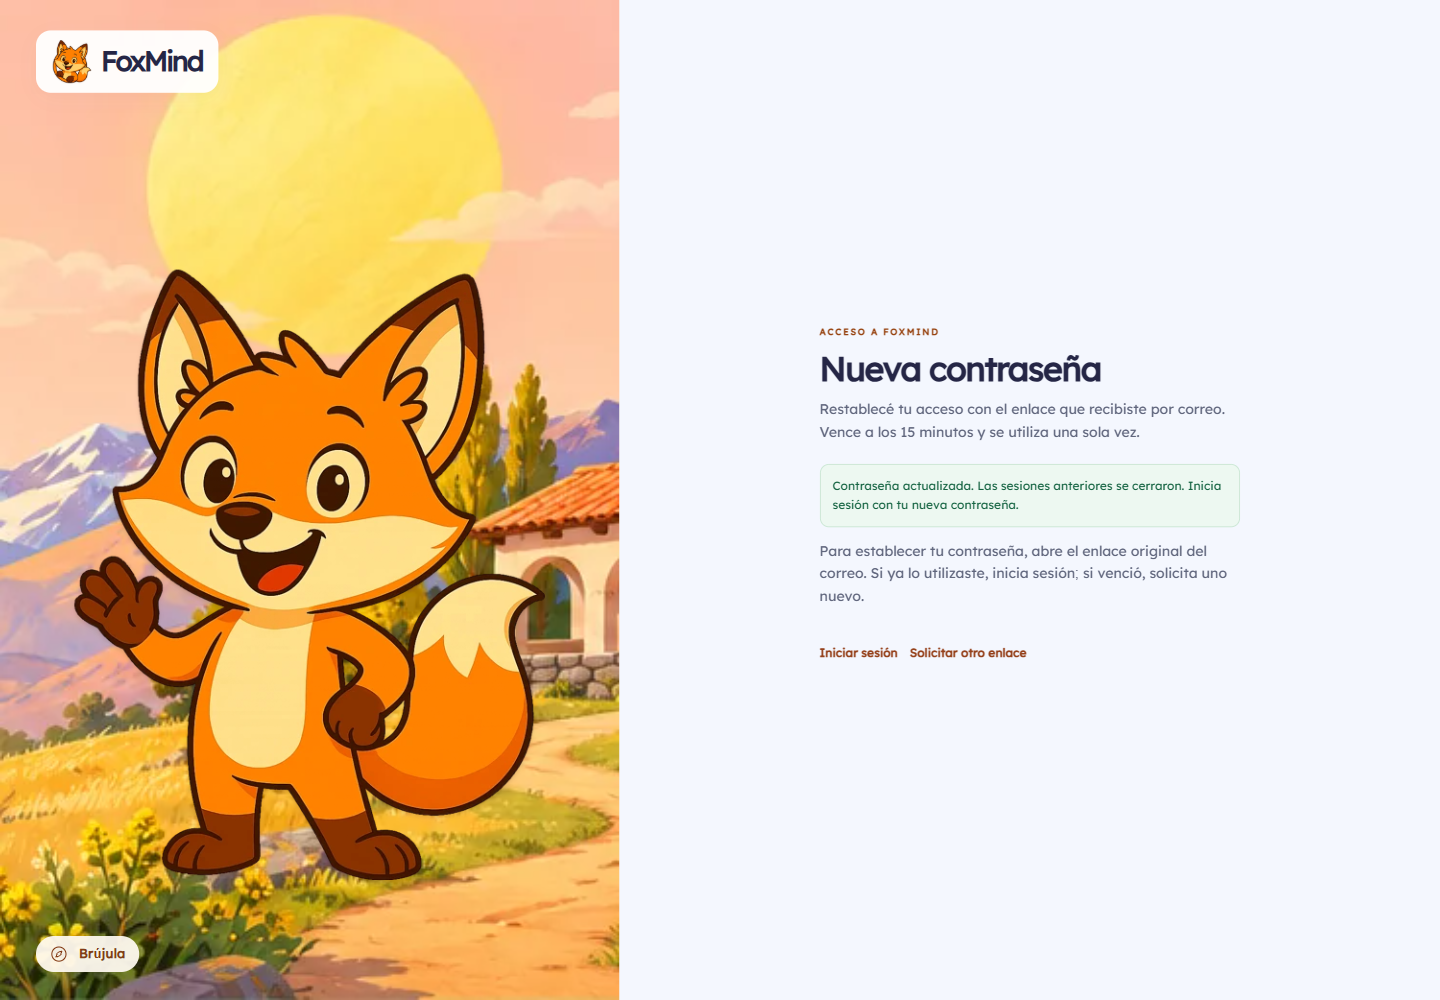 FoxMind
ACCESO A FOXMIND
Nueva contraseña
Restablecé tu acceso con el enlace que recibiste por correo.
Vence a los 15 minutos y se utiliza una sola vez.
Contraseña actualizada. Las sesiones anteriores se cerraron. Inicia
sesión con tu nueva contraseña.
Para establecer tu contraseña, abre el enlace original del
correo. Si ya lo utilizaste, inicia sesión; si venció, solicita uno
nuevo.
Iniciar sesión Solicitar otro enlace
Brújula